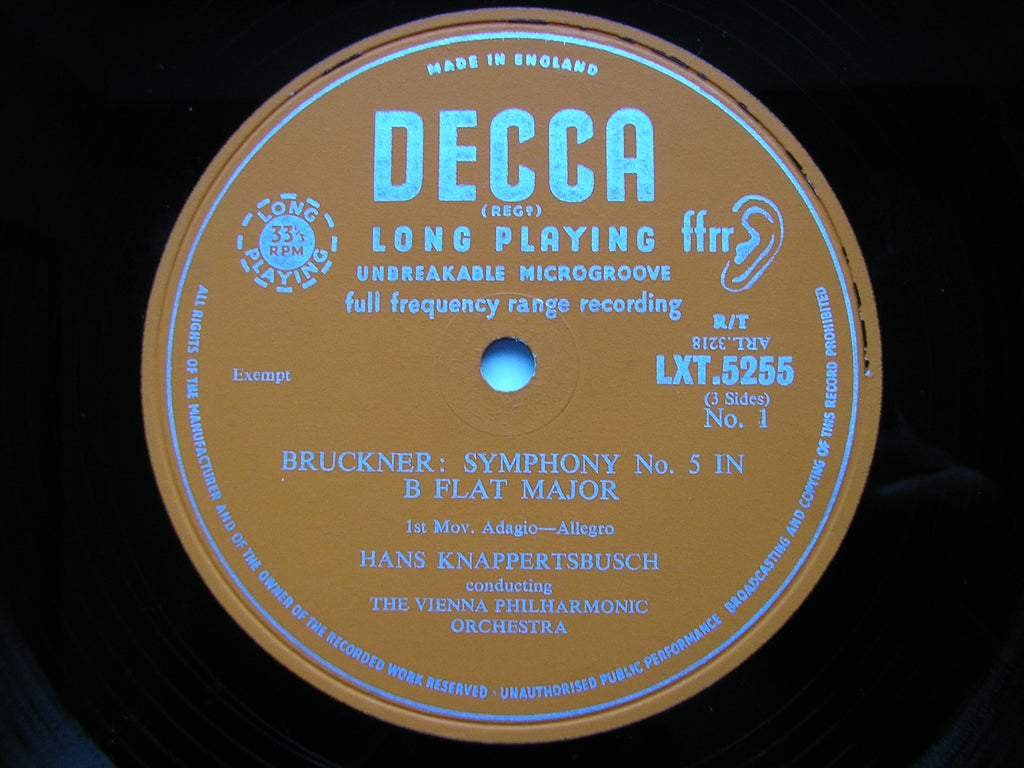 MADE IN ENGLAND
DECCA
(REGD)
LONG PLAYING
33⅓ RPM
LONG PLAYING
ffrr
UNBREAKABLE MICROGROOVE
full frequency range recording
R/T
ARL.3218
Exempt
LXT.5255
(3 Sides)
No. 1
BRUCKNER: SYMPHONY No. 5 IN
B FLAT MAJOR
1st Mov. Adagio—Allegro
HANS KNAPPERTSBUSCH
conducting
THE VIENNA PHILHARMONIC
ORCHESTRA
ALL RIGHTS OF THE MANUFACTURER AND OF THE OWNER OF THE RECORDED WORK RESERVED · UNAUTHORISED PUBLIC PERFORMANCE BROADCASTING AND COPYING OF THIS RECORD PROHIBITED